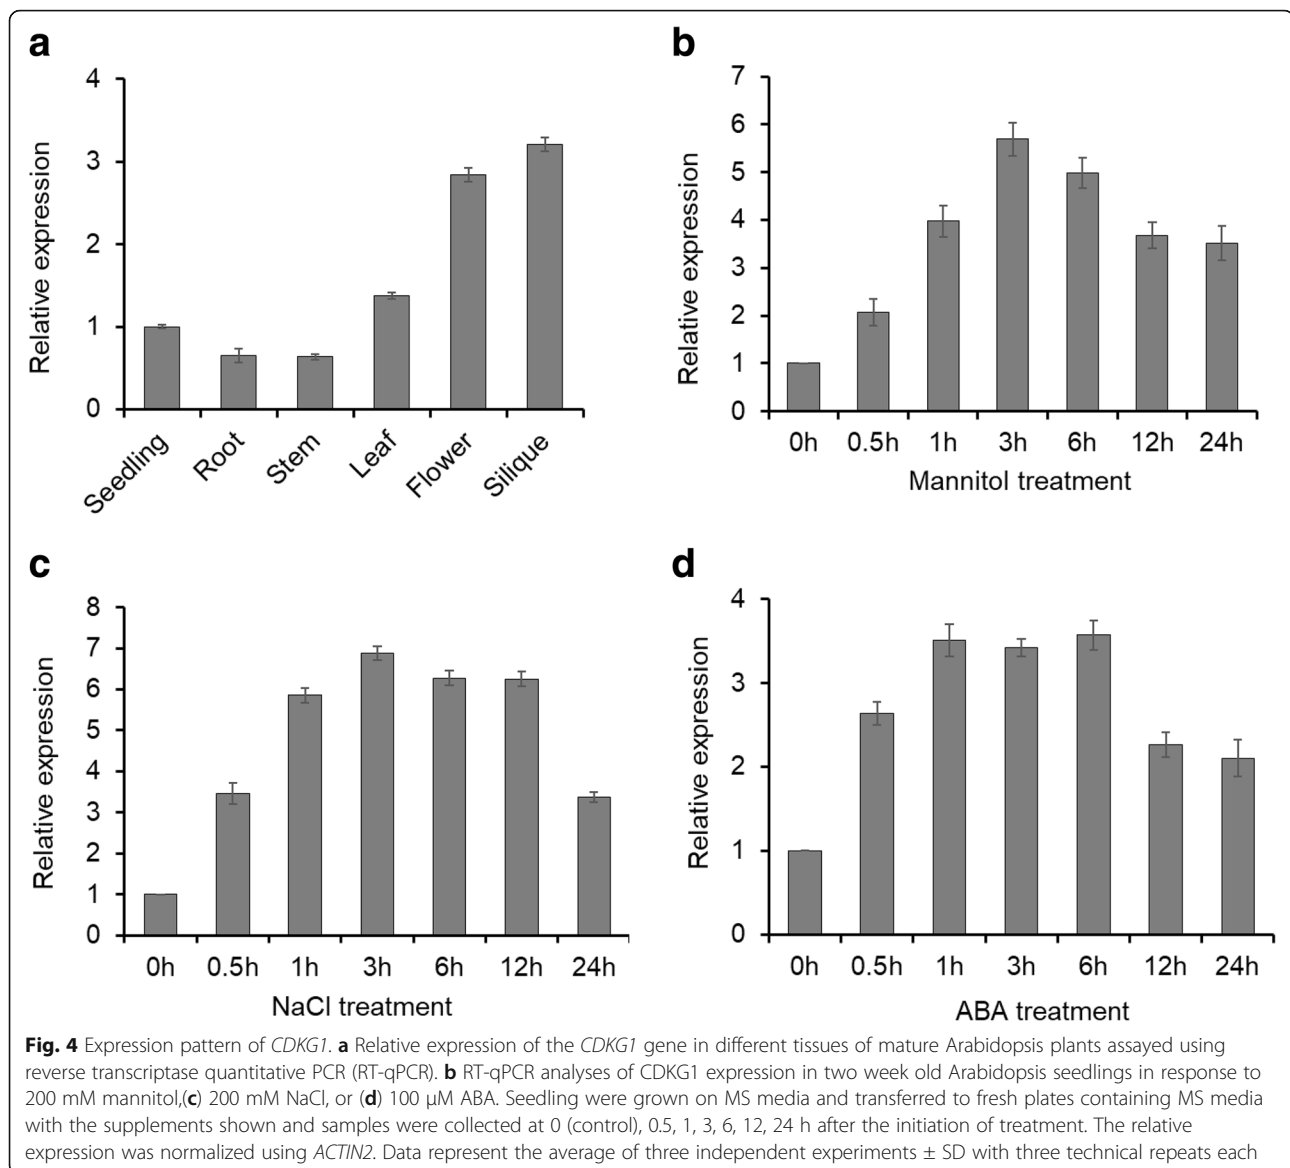 a
4
3
2
1
0
Relative expression
Seedling
Root
Stem
Leaf
Flower
Silique
b
7
6
5
4
3
2
1
0
Relative expression
0h 0.5h 1h 3h 6h 12h 24h
Mannitol treatment
c
8
7
6
5
4
3
2
1
0
Relative expression
0h 0.5h 1h 3h 6h 12h 24h
NaCl treatment
d
4
3
2
1
0
Relative expression
0h 0.5h 1h 3h 6h 12h 24h
ABA treatment
Fig. 4 Expression pattern of CDKG1. a Relative expression of the CDKG1 gene in different tissues of mature Arabidopsis plants assayed using
reverse transcriptase quantitative PCR (RT-qPCR). b RT-qPCR analyses of CDKG1 expression in two week old Arabidopsis seedlings in response to
200 mM mannitol,(c) 200 mM NaCl, or (d) 100 μM ABA. Seedling were grown on MS media and transferred to fresh plates containing MS media
with the supplements shown and samples were collected at 0 (control), 0.5, 1, 3, 6, 12, 24 h after the initiation of treatment. The relative
expression was normalized using ACTIN2. Data represent the average of three independent experiments ± SD with three technical repeats each